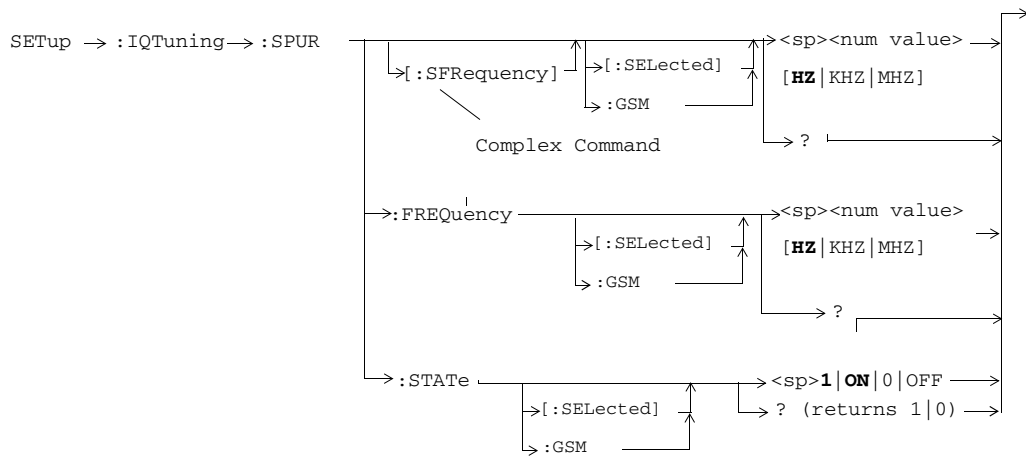 SETup :IQTuning :SPUR <sp><num value>
[:SFRequency] [:SELected]
[HZ|KHZ|MHZ]
:GSM
Complex Command
?
:FREQuency <sp><num value>
[:SELected]
[HZ|KHZ|MHZ]
:GSM
?
:STATe <sp>1|ON|0|OFF
[:SELected] ? (returns 1|0)
:GSM